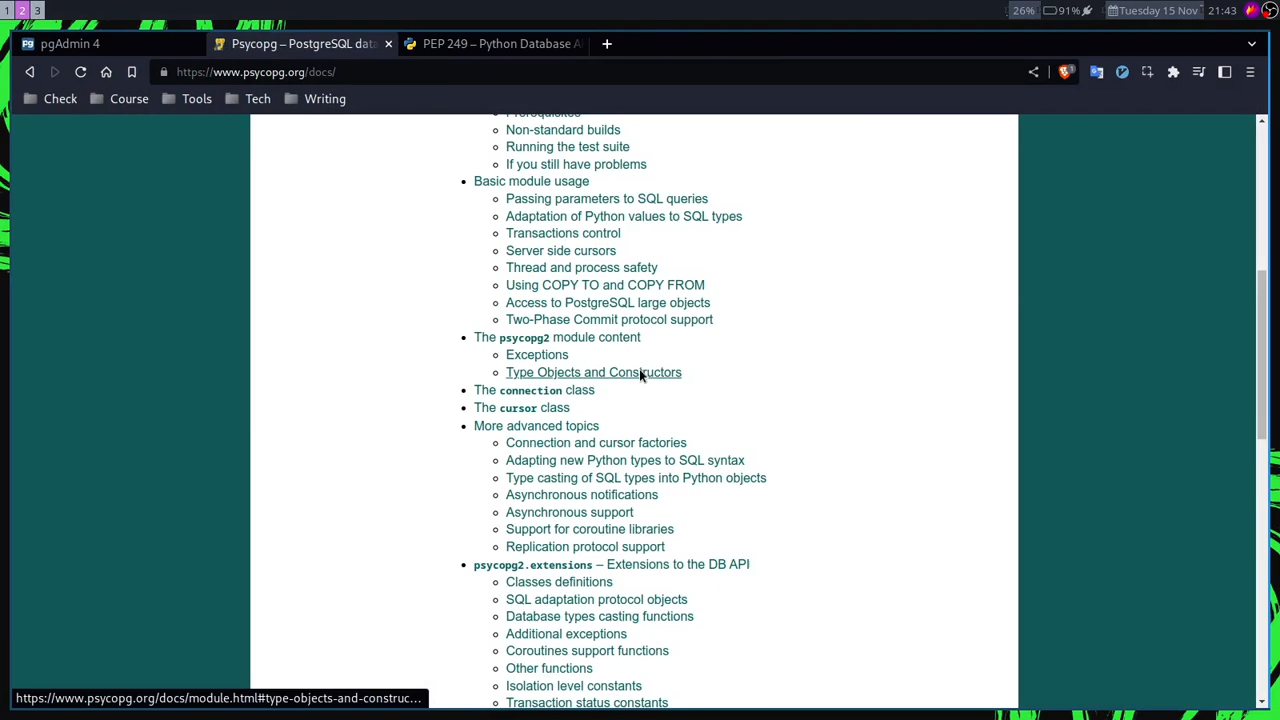 1 2 3
26% 91% Tuesday 15 Nov 21:43
pgAdmin 4
Psycopg – PostgreSQL data
PEP 249 – Python Database A
https://www.psycopg.org/docs/
1
Check Course Tools Tech Writing
Prerequisites
Non-standard builds
Running the test suite
If you still have problems
Basic module usage
Passing parameters to SQL queries
Adaptation of Python values to SQL types
Transactions control
Server side cursors
Thread and process safety
Using COPY TO and COPY FROM
Access to PostgreSQL large objects
Two-Phase Commit protocol support
The psycopg2 module content
Exceptions
Type Objects and Constructors
The connection class
The cursor class
More advanced topics
Connection and cursor factories
Adapting new Python types to SQL syntax
Type casting of SQL types into Python objects
Asynchronous notifications
Asynchronous support
Support for coroutine libraries
Replication protocol support
psycopg2.extensions – Extensions to the DB API
Classes definitions
SQL adaptation protocol objects
Database types casting functions
Additional exceptions
Coroutines support functions
Other functions
Isolation level constants
Transaction status constants
https://www.psycopg.org/docs/module.html#type-objects-and-construc...